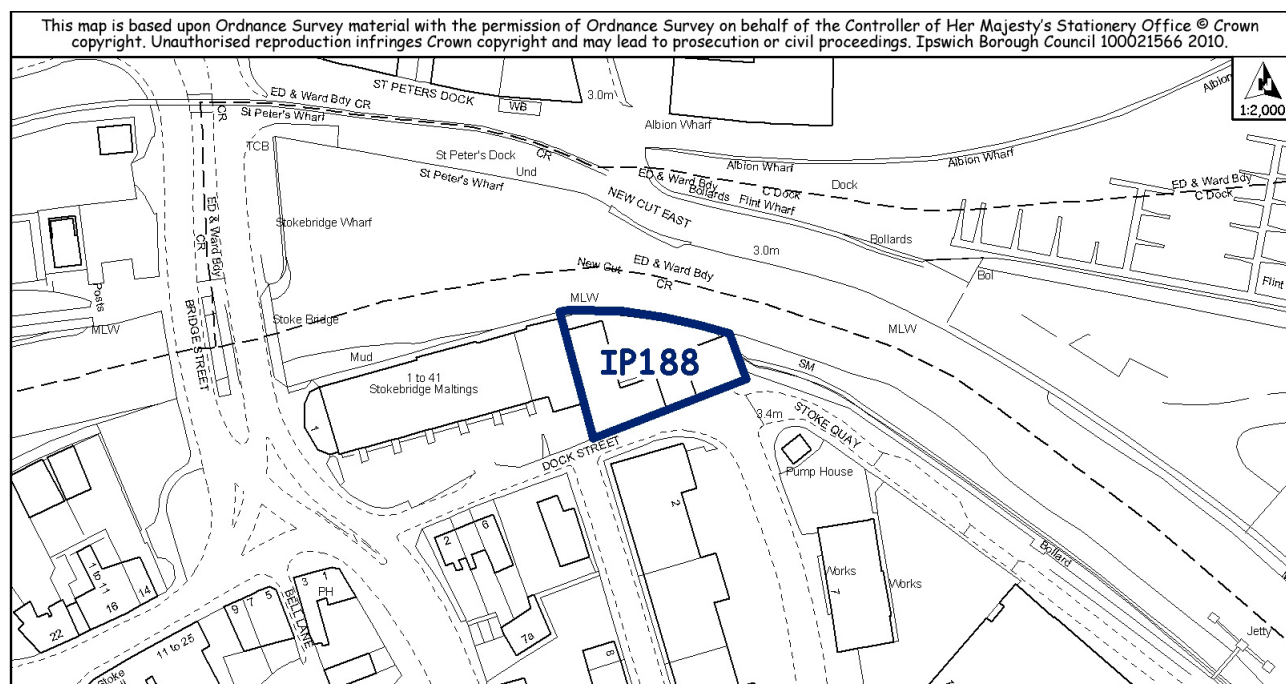 This map is based upon Ordnance Survey material with the permission of Ordnance Survey on behalf of the Controller of Her Majesty's Stationery Office © Crown
copyright. Unauthorised reproduction infringes Crown copyright and may lead to prosecution or civil proceedings. Ipswich Borough Council 100021566 2010.
N
1:2,000
ST PETERS DOCK
WB
3.0m
Albion Wharf
Albion
ED & Ward Bdy CR
CR
St Peter's Wharf
TCB
St Peter's Dock
Und
CR
St Peter's Wharf
Albion Wharf
Albion Wharf
ED & Ward Bdy
C Dock
Dock
ED & Ward Bdy
C Dock
Bollards
Flint Wharf
NEW CUT EAST
Stokebridge Wharf
ED & Ward Bdy
CR
3.0m
Bollards
Bol
Flint
New Cut
ED & Ward Bdy
CR
Posts
MLW
BRIDGE STREET
Stoke Bridge
MLW
MLW
Mud
1 to 41
Stokebridge Maltings
1
IP188
SM
3.4m
STOKE QUAY
DOCK STREET
Pump House
2
2
6
Works
7
Works
Bollard
Jetty
1 to 11
16
14
22
3
1
PH
BELL LANE
9
7
5
11 to 25
Stoke
7a
8